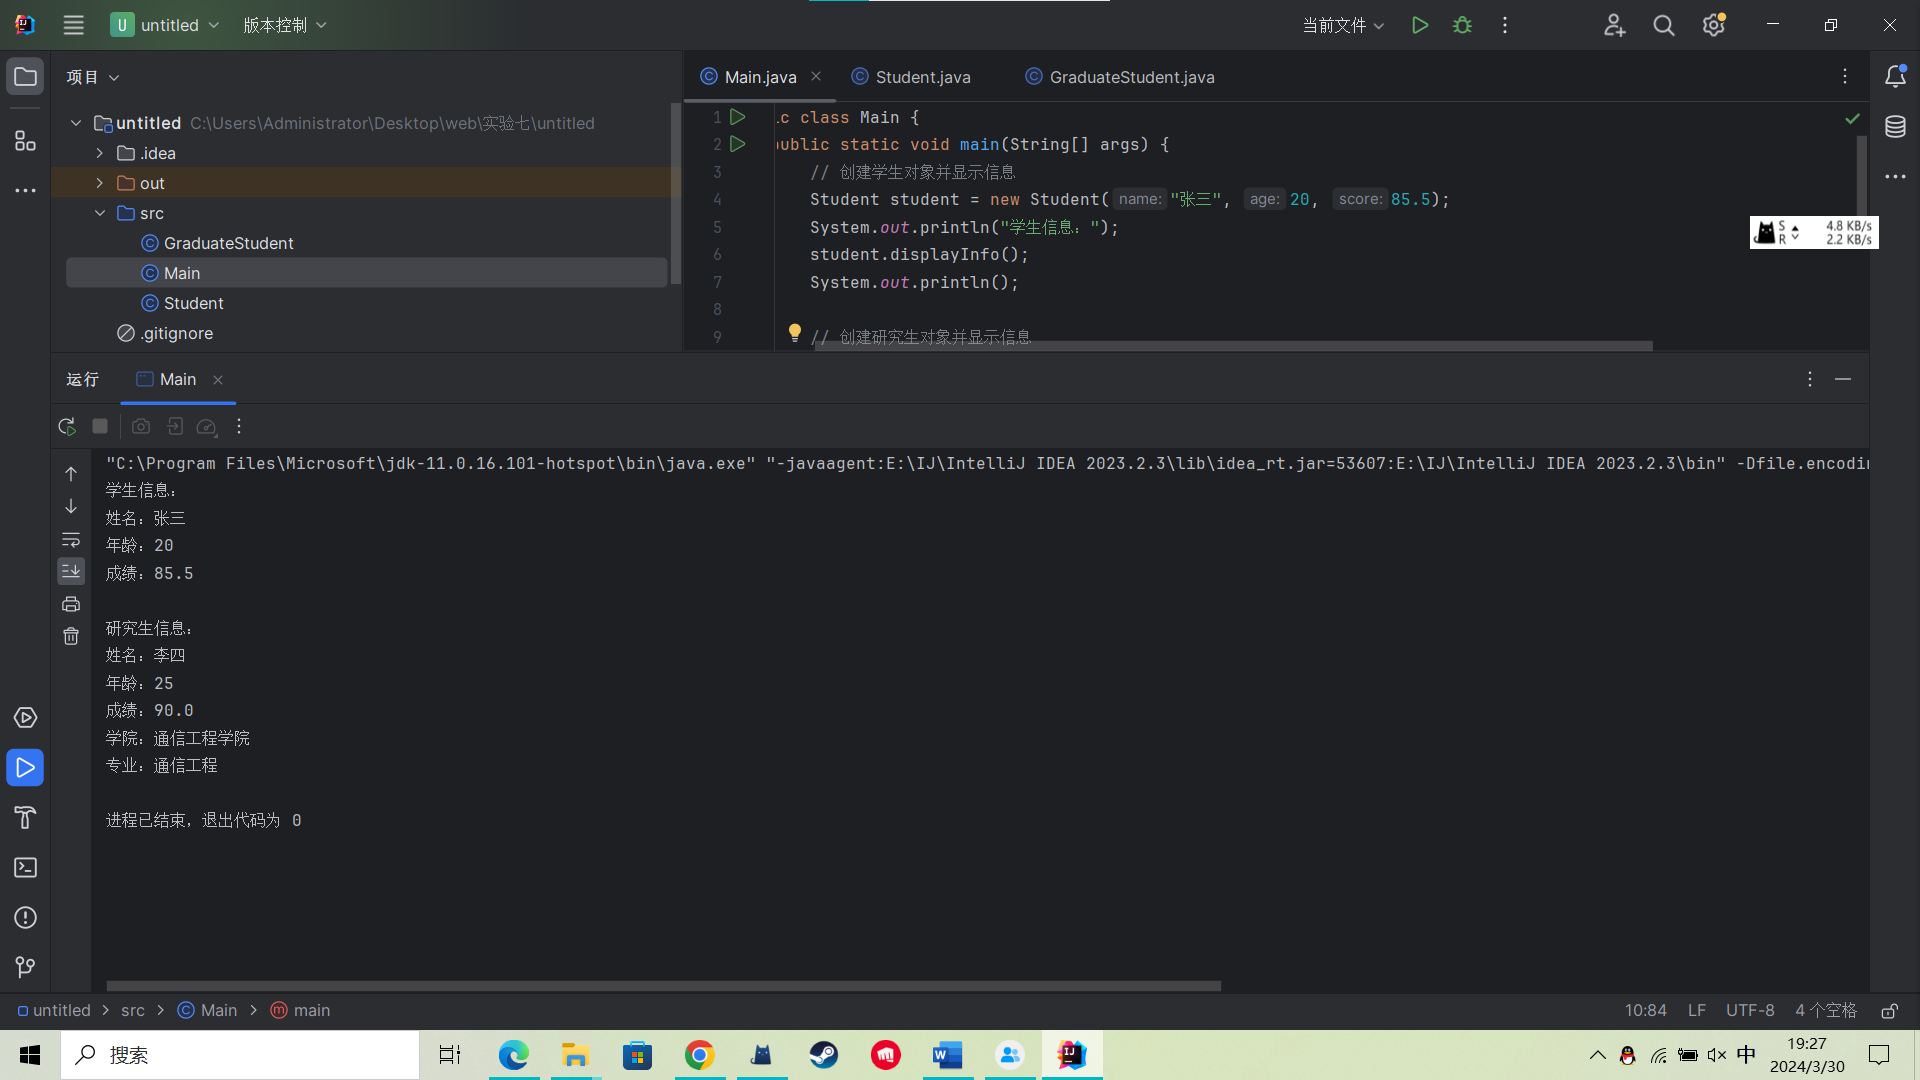 U untitled 版本控制 当前文件
项目
untitled C:\Users\Administrator\Desktop\web\实验七\untitled
.idea
out
src
GraduateStudent
Main
Student
.gitignore
Main.java Student.java GraduateStudent.java
1 ic class Main {
2 public static void main(String[] args) {
3 // 创建学生对象并显示信息
4 Student student = new Student( name: "张三", age: 20, score: 85.5);
5 System.out.println("学生信息：");
6 student.displayInfo();
7 System.out.println();
8
9 // 创建研究生对象并显示信息
S 4.8 KB/s
R 2.2 KB/s
运行 Main
"C:\Program Files\Microsoft\jdk-11.0.16.101-hotspot\bin\java.exe" "-javaagent:E:\IJ\IntelliJ IDEA 2023.2.3\lib\idea_rt.jar=53607:E:\IJ\IntelliJ IDEA 2023.2.3\bin" -Dfile.encodin
学生信息：
姓名：张三
年龄：20
成绩：85.5
研究生信息：
姓名：李四
年龄：25
成绩：90.0
学院：通信工程学院
专业：通信工程
进程已结束，退出代码为 0
untitled src Main main
10:84 LF UTF-8 4 个空格
搜索
中
19:27
2024/3/30